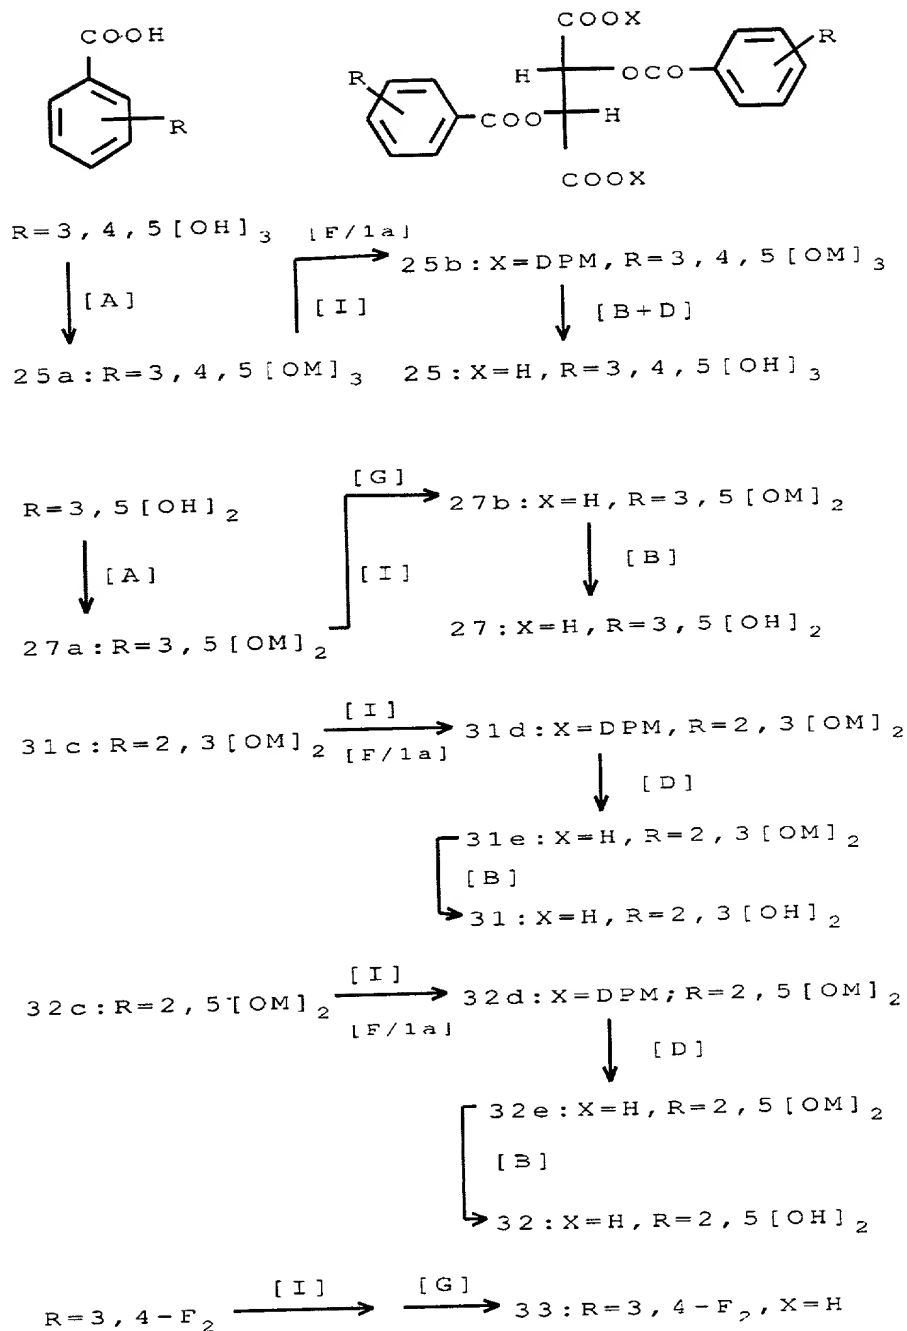 COOH
R
COOX
H OCO R
R COO H
COOX
R=3,4,5[OH]3 [F/1a] 25b:X=DPM,R=3,4,5[OM]3
[A] [I] [B+D]
25a:R=3,4,5[OM]3 25:X=H,R=3,4,5[OH]3
[G]
R=3,5[OH]2 27b:X=H,R=3,5[OM]2
[A] [I] [B]
27a:R=3,5[OM]2 27:X=H,R=3,5[OH]2
[I]
31c:R=2,3[OM]2 [F/1a] 31d:X=DPM,R=2,3[OM]2
[D]
31e:X=H,R=2,3[OM]2
[B]
31:X=H,R=2,3[OH]2
[I]
32c:R=2,5[OM]2 [F/1a] 32d:X=DPM;R=2,5[OM]2
[D]
32e:X=H,R=2,5[OM]2
[B]
32:X=H,R=2,5[OH]2
[I] [G]
R=3,4-F2 33:R=3,4-F2,X=H